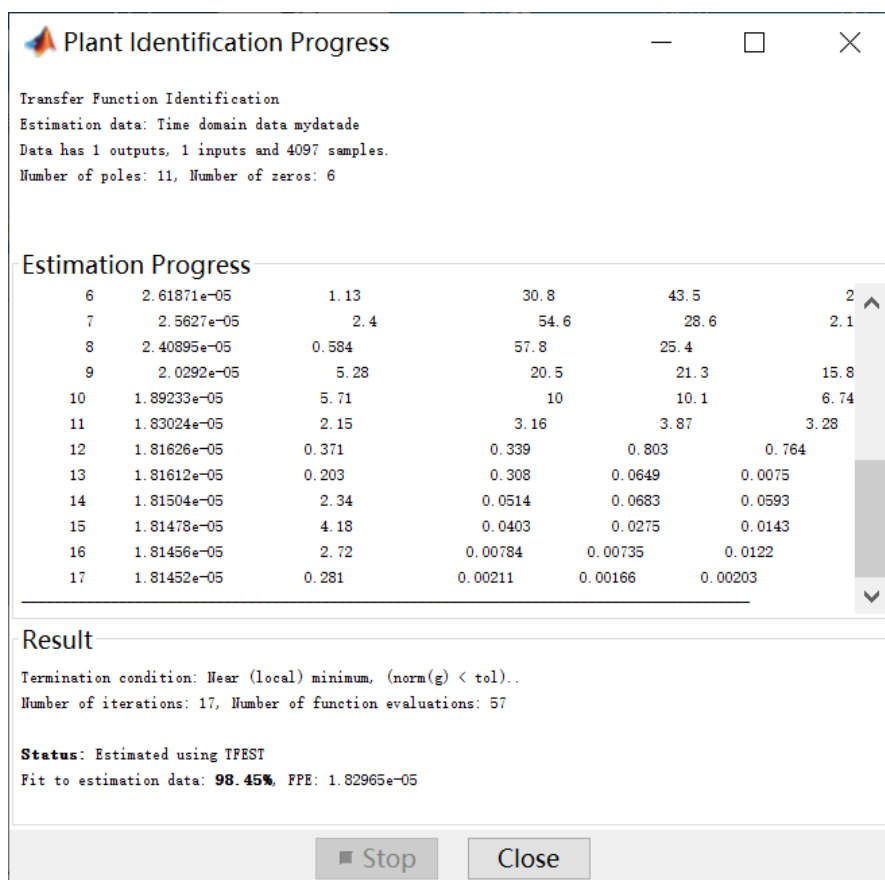 Plant Identification Progress
Transfer Function Identification
Estimation data: Time domain data mydatade
Data has 1 outputs, 1 inputs and 4097 samples.
Number of poles: 11, Number of zeros: 6
Estimation Progress
6 2.61871e-05 1.13 30.8 43.5 2
7 2.5627e-05 2.4 54.6 28.6 2.1
8 2.40895e-05 0.584 57.8 25.4
9 2.0292e-05 5.28 20.5 21.3 15.8
10 1.89233e-05 5.71 10 10.1 6.74
11 1.83024e-05 2.15 3.16 3.87 3.28
12 1.81626e-05 0.371 0.339 0.803 0.764
13 1.81612e-05 0.203 0.308 0.0649 0.0075
14 1.81504e-05 2.34 0.0514 0.0683 0.0593
15 1.81478e-05 4.18 0.0403 0.0275 0.0143
16 1.81456e-05 2.72 0.00784 0.00735 0.0122
17 1.81452e-05 0.281 0.00211 0.00166 0.00203
Result
Termination condition: Near (local) minimum, (norm(g) < tol)..
Number of iterations: 17, Number of function evaluations: 57
Status: Estimated using TFEST
Fit to estimation data: 98.45%, FPE: 1.82965e-05
Stop Close